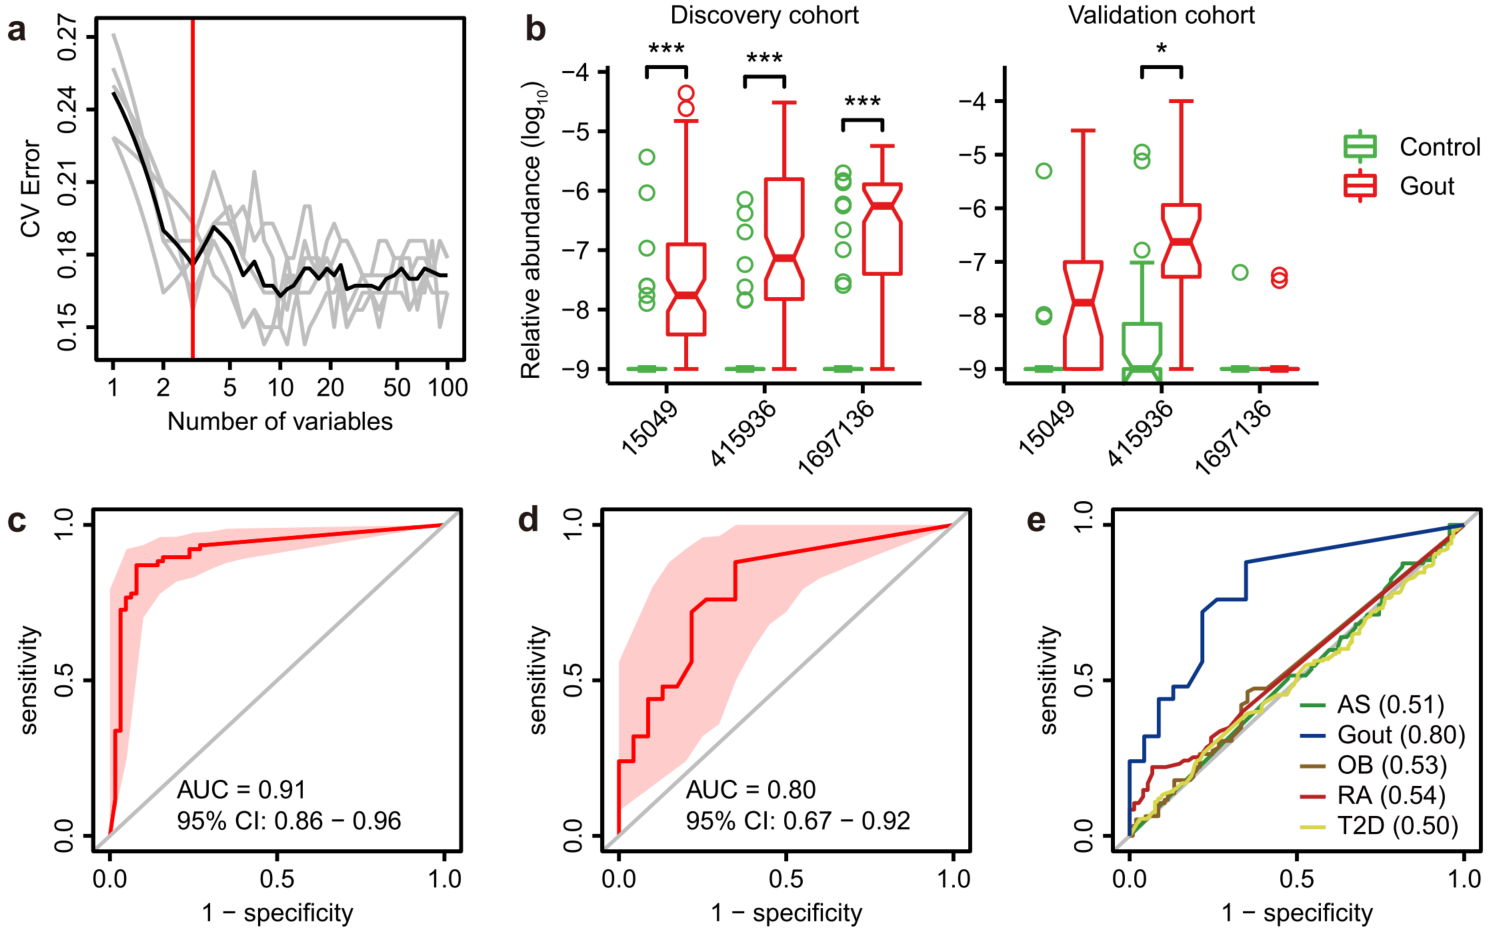 a
CV Error
0.27
0.24
0.21
0.18
0.15
1 2 5 10 20 50 100
Number of variables
b
Discovery cohort
Validation cohort
Relative abundance (log10)
−4
−5
−6
−7
−8
−9
***
***
***
15049
415936
1697136
−4
−5
−6
−7
−8
−9
*
15049
415936
1697136
Control
Gout
c
sensitivity
1.0
0.5
0.0
AUC = 0.91
95% CI: 0.86 − 0.96
0.0 0.5 1.0
1 − specificity
d
sensitivity
1.0
0.5
0.0
AUC = 0.80
95% CI: 0.67 − 0.92
0.0 0.5 1.0
1 − specificity
e
sensitivity
1.0
0.5
0.0
AS (0.51)
Gout (0.80)
OB (0.53)
RA (0.54)
T2D (0.50)
0.0 0.5 1.0
1 − specificity